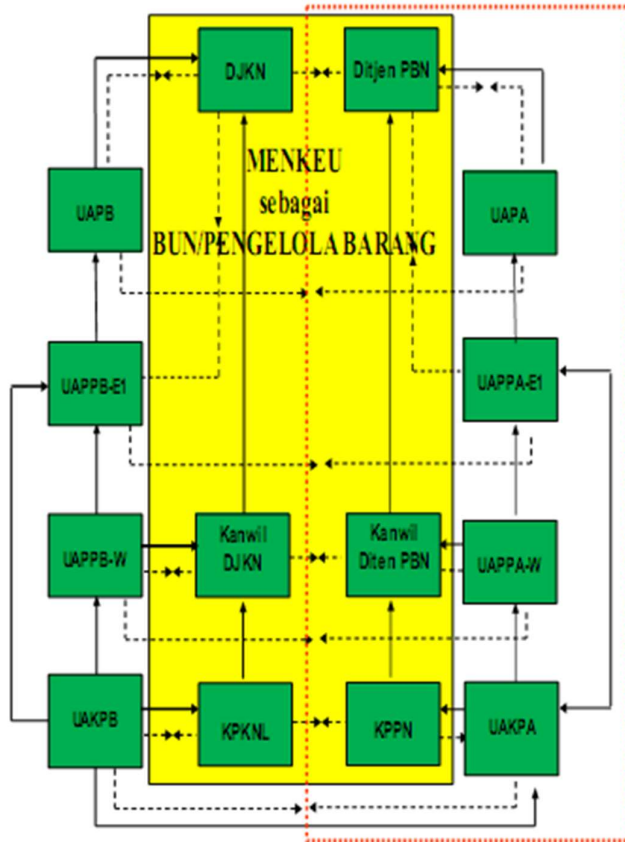 DJKN
Ditjen PBN
MENKEU
sebagai
BUN/PENGELOLA BARANG
UAPB
UAPA
UAPPB-E1
UAPPA-E1
UAPPB-W
Kanwil
DJKN
Kanwil
Diten PBN
UAPPA-W
UAKPB
KPKNL
KPPN
UAKPA